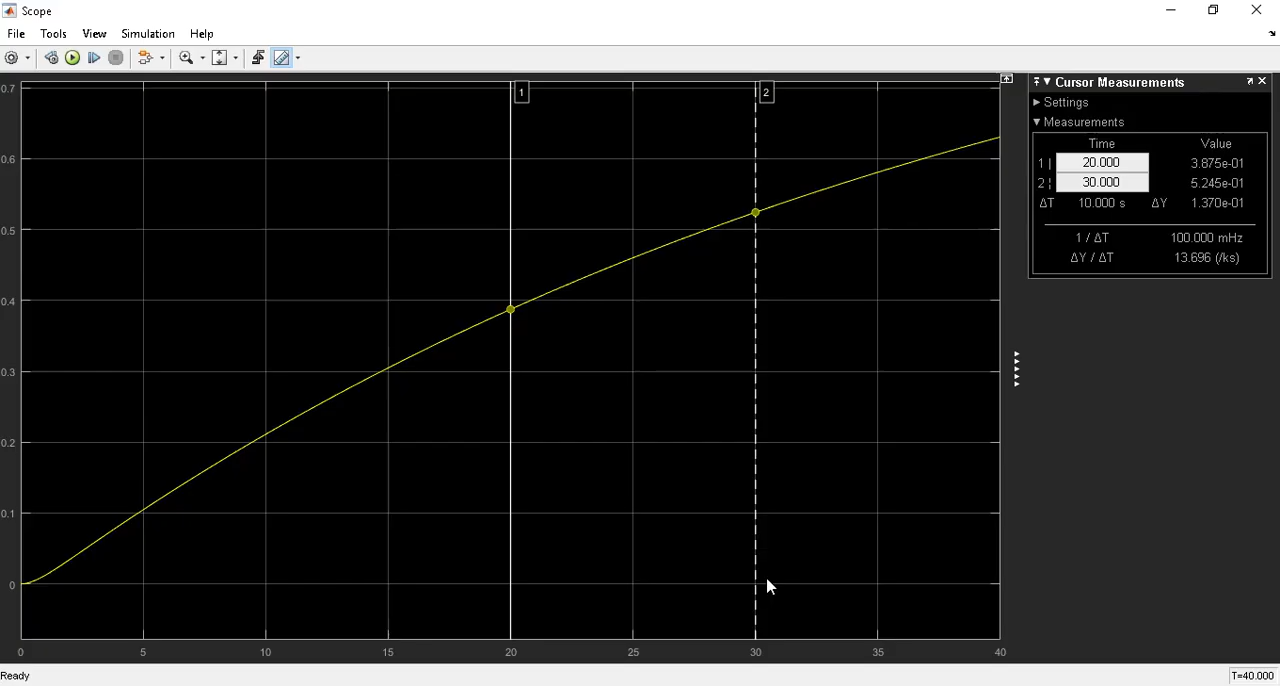 Scope
File Tools View Simulation Help
0.7
0.6
0.5
0.4
0.3
0.2
0.1
0
1
2
0 5 10 15 20 25 30 35 40
Cursor Measurements
Settings
Measurements
Time Value
1 | 20.000 3.875e-01
2 ¦ 30.000 5.245e-01
ΔT 10.000 s ΔY 1.370e-01
1 / ΔT 100.000 mHz
ΔY / ΔT 13.696 (/ks)
Ready
T=40.000